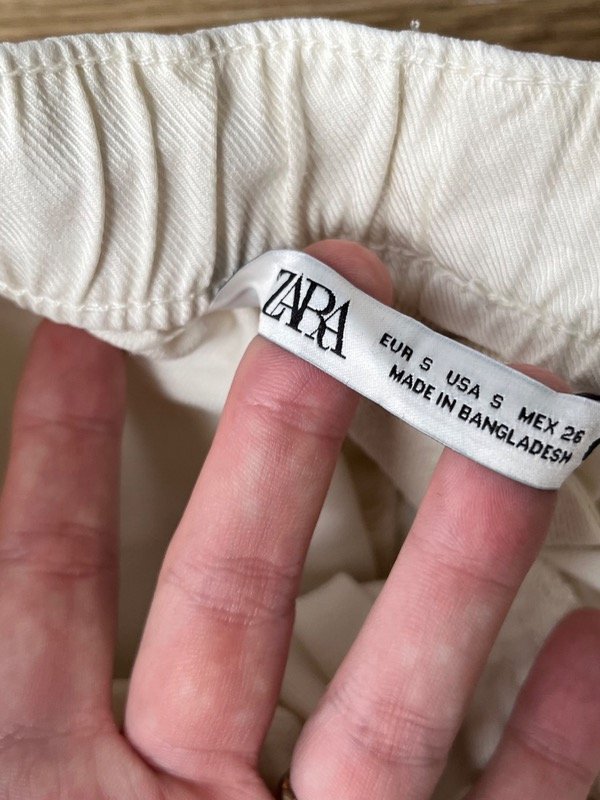 ZARA
EUR S USA S MEX 26
MADE IN BANGLADESH